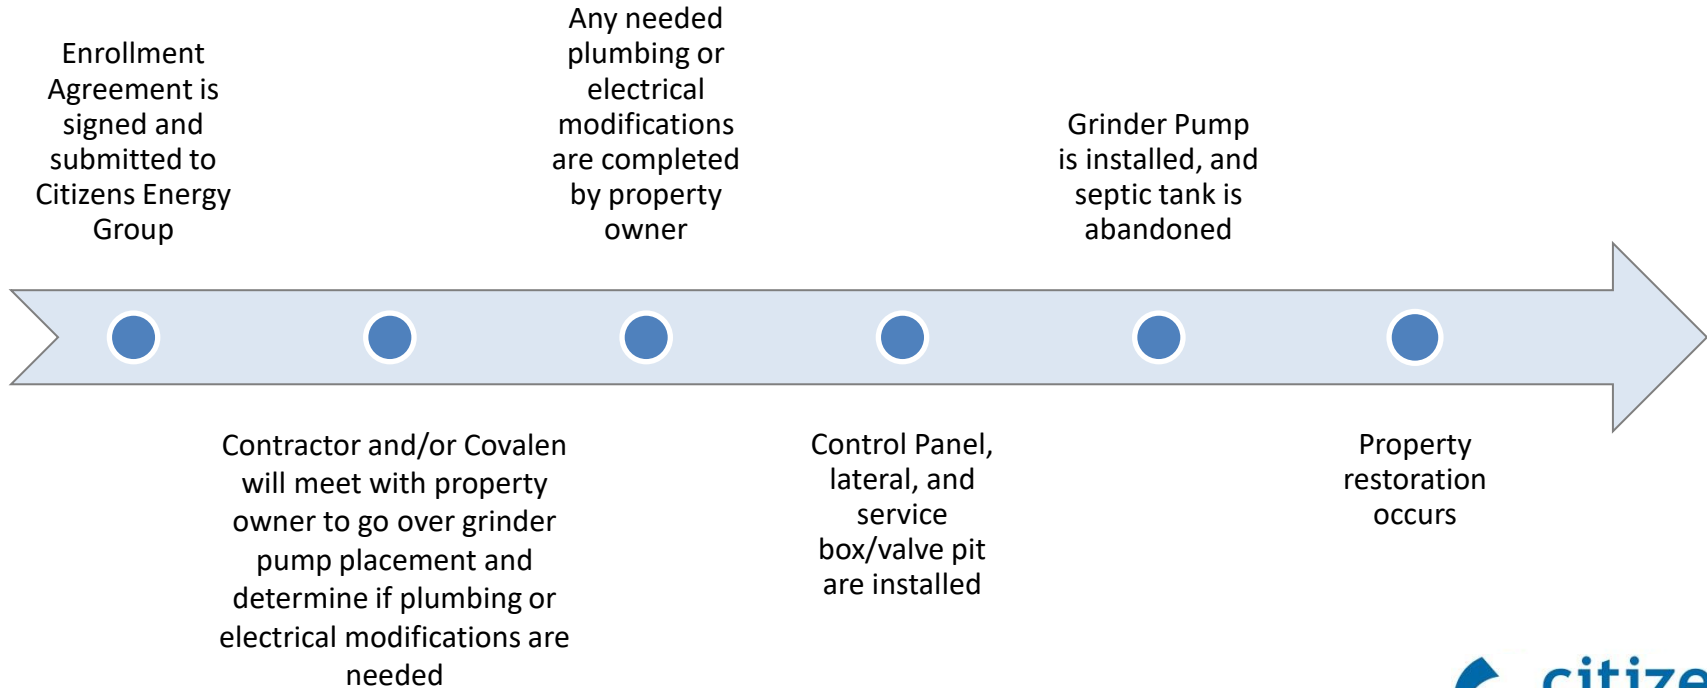 Enrollment
Agreement is
signed and
submitted to
Citizens Energy
Group
Contractor and/or Covalen
will meet with property
owner to go over grinder
pump placement and
determine if plumbing or
electrical modifications are
needed
Any needed
plumbing or
electrical
modifications
are completed
by property
owner
Control Panel,
lateral, and
service
box/valve pit
are installed
Grinder Pump
is installed, and
septic tank is
abandoned
Property
restoration
occurs
citize